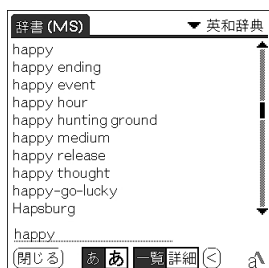 辞書(MS) ▼ 英和辞典
happy
happy ending
happy event
happy hour
happy hunting ground
happy medium
happy release
happy thought
happy-go-lucky
Hapsburg
happy
閉じる あ あ 一覧 詳細 < a